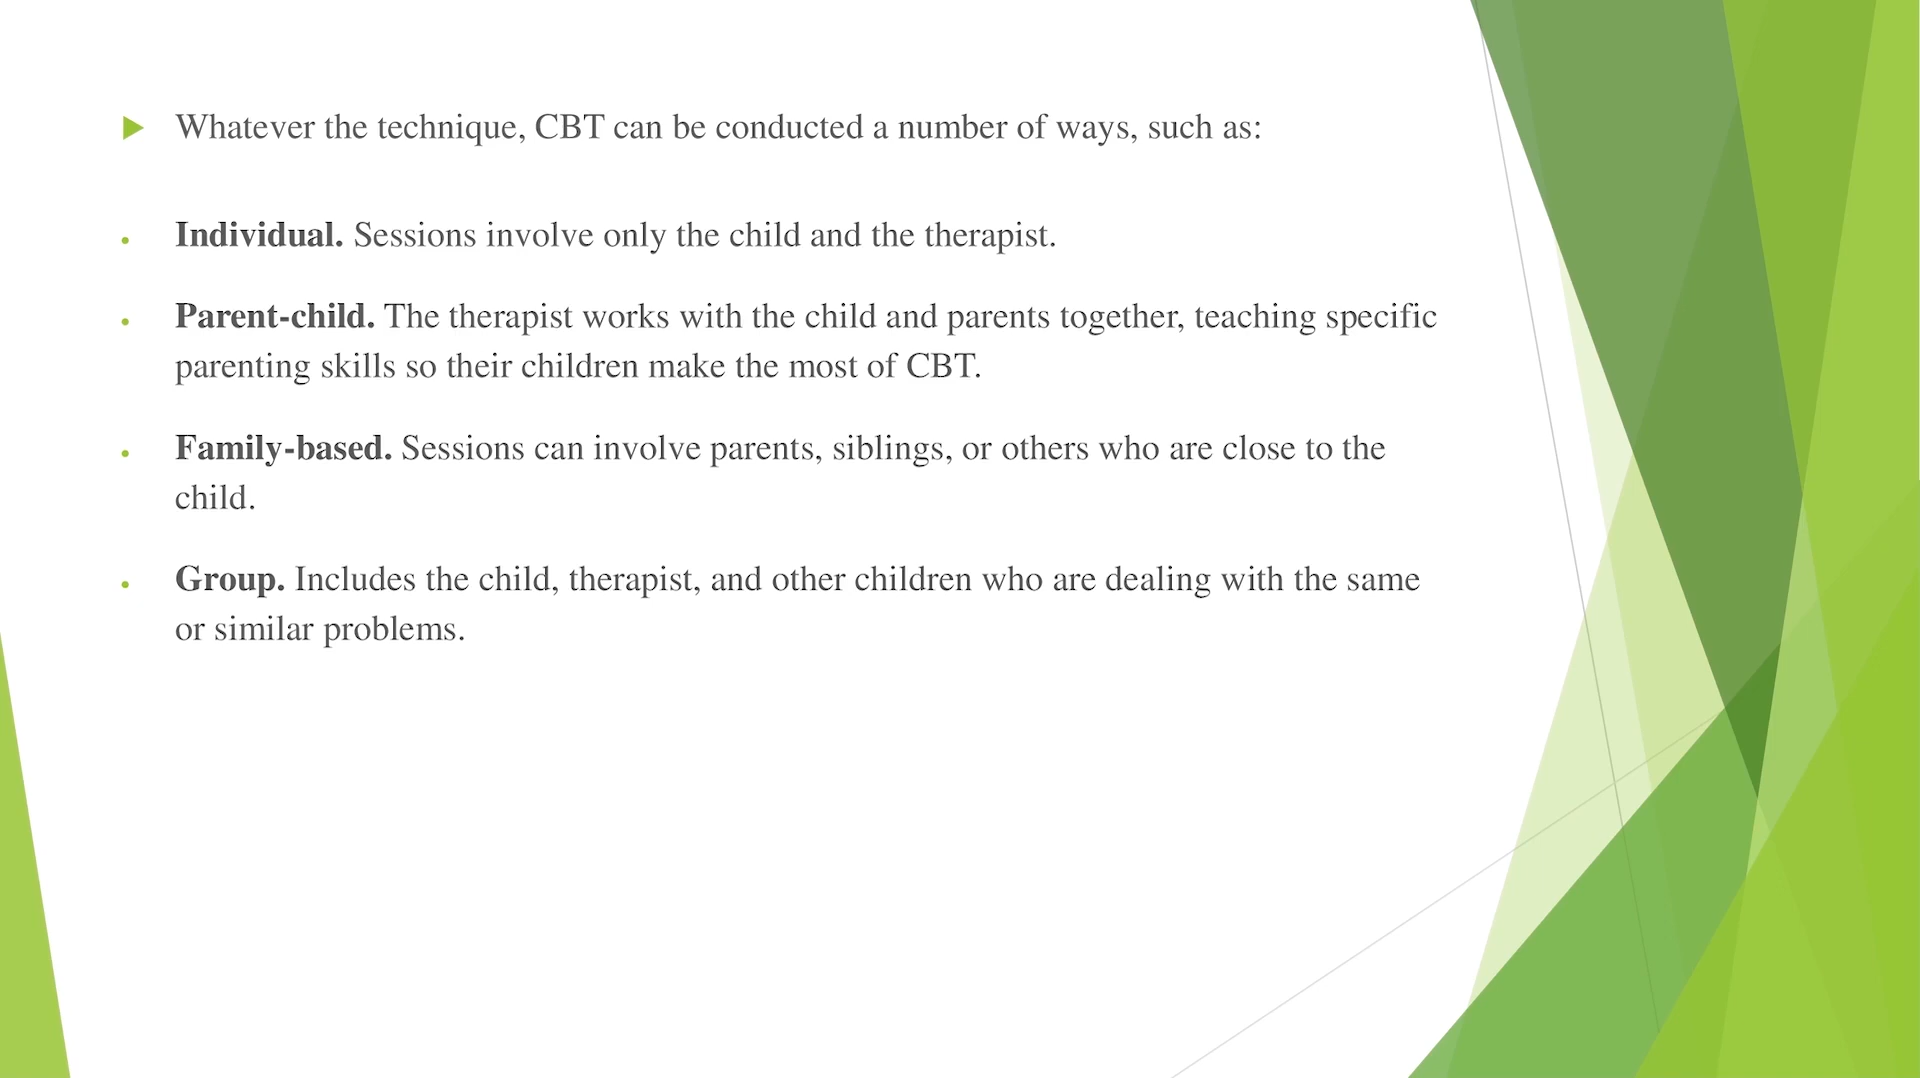 Whatever the technique, CBT can be conducted a number of ways, such as:
Individual. Sessions involve only the child and the therapist.
Parent-child. The therapist works with the child and parents together, teaching specific
parenting skills so their children make the most of CBT.
Family-based. Sessions can involve parents, siblings, or others who are close to the
child.
Group. Includes the child, therapist, and other children who are dealing with the same
or similar problems.